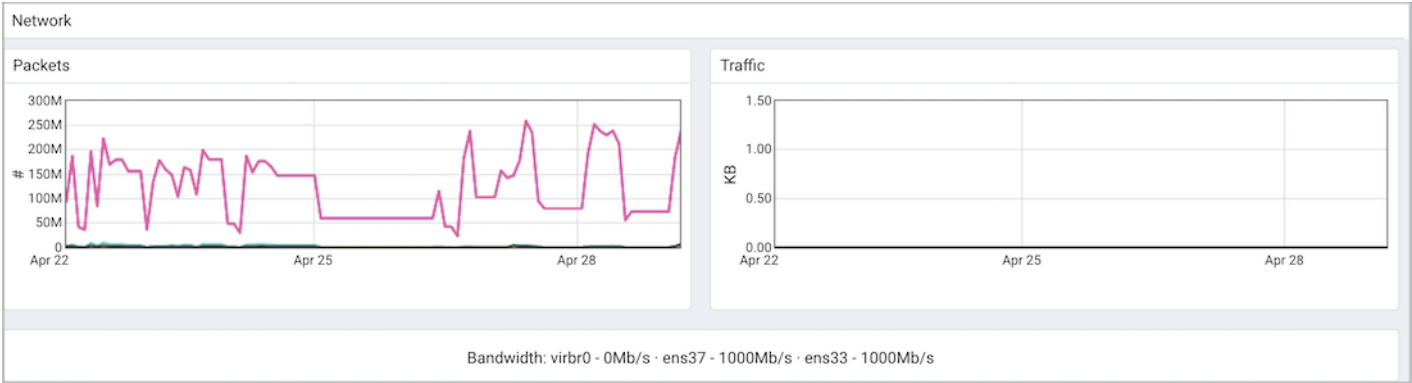 Network
Packets
300M
250M
200M
150M
100M
50M
0
#
Apr 22
Apr 25
Apr 28
Traffic
1.50
1.00
0.50
0.00
KB
Apr 22
Apr 25
Apr 28
Bandwidth: virbr0 - 0Mb/s · ens37 - 1000Mb/s · ens33 - 1000Mb/s